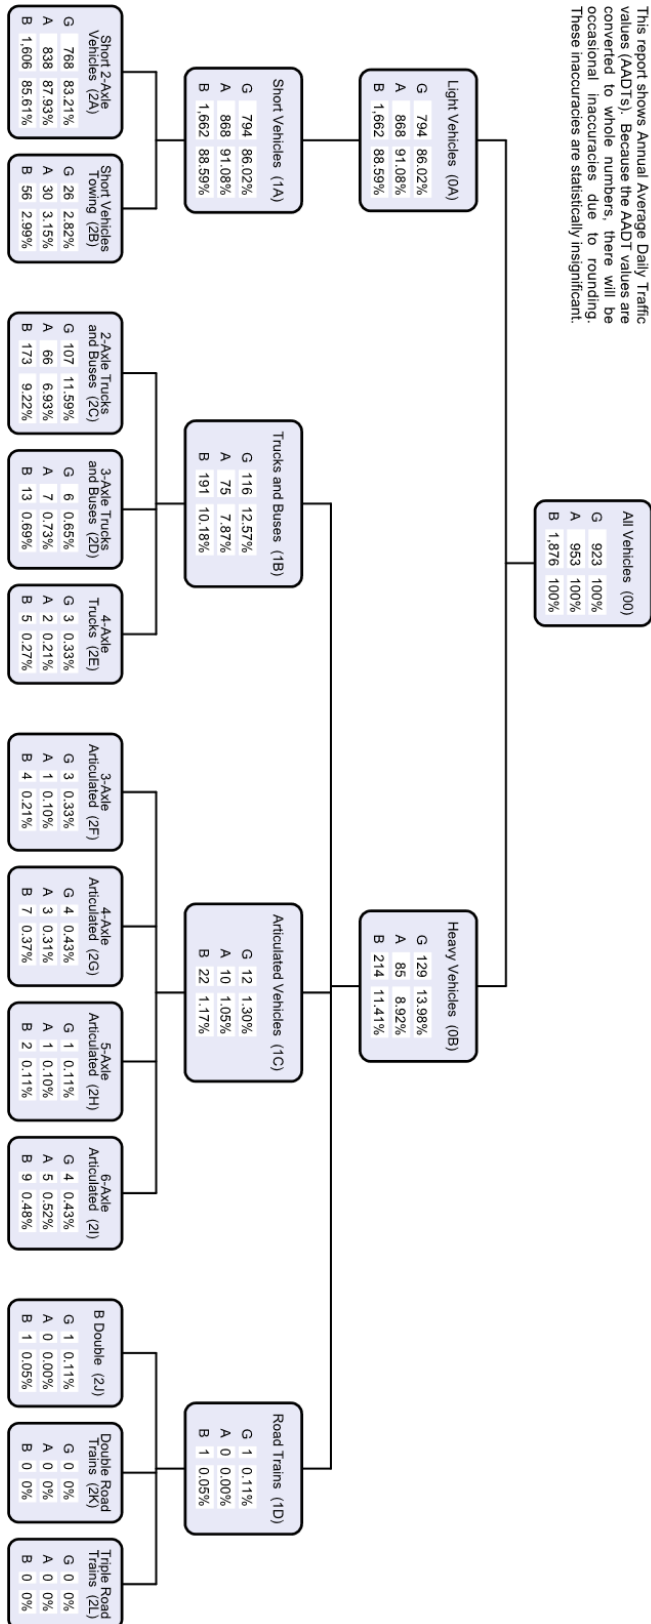 This report shows Annual Average Daily Traffic
values (AADTs). Because the AADT values are
converted to whole numbers, there will be
occasional inaccuracies due to rounding.
These inaccuracies are statistically insignificant.
All Vehicles (00)
G 923 100%
A 953 100%
B 1,876 100%
Light Vehicles (0A)
G 794 86.02%
A 868 91.08%
B 1,662 88.59%
Heavy Vehicles (0B)
G 129 13.98%
A 85 8.92%
B 214 11.41%
Short Vehicles (1A)
G 794 86.02%
A 868 91.08%
B 1,662 88.59%
Trucks and Buses (1B)
G 116 12.57%
A 75 7.87%
B 191 10.18%
Articulated Vehicles (1C)
G 12 1.30%
A 10 1.05%
B 22 1.17%
Road Trains (1D)
G 1 0.11%
A 0 0.00%
B 1 0.05%
Short 2-Axle
Vehicles (2A)
G 768 83.21%
A 838 87.93%
B 1,606 85.61%
Short Vehicles
Towing (2B)
G 26 2.82%
A 30 3.15%
B 56 2.99%
2-Axle Trucks
and Buses (2C)
G 107 11.59%
A 66 6.93%
B 173 9.22%
3-Axle Trucks
and Buses (2D)
G 6 0.65%
A 7 0.73%
B 13 0.69%
4-Axle
Trucks (2E)
G 3 0.33%
A 2 0.21%
B 5 0.27%
3-Axle
Articulated (2F)
G 3 0.33%
A 1 0.10%
B 4 0.21%
4-Axle
Articulated (2G)
G 4 0.43%
A 3 0.31%
B 7 0.37%
5-Axle
Articulated (2H)
G 1 0.11%
A 1 0.10%
B 2 0.11%
6-Axle
Articulated (2I)
G 4 0.43%
A 5 0.52%
B 9 0.48%
B Double (2J)
G 1 0.11%
A 0 0.00%
B 1 0.05%
Double Road
Trains (2K)
G 0 0%
A 0 0%
B 0 0%
Triple Road
Trains (2L)
G 0 0%
A 0 0%
B 0 0%